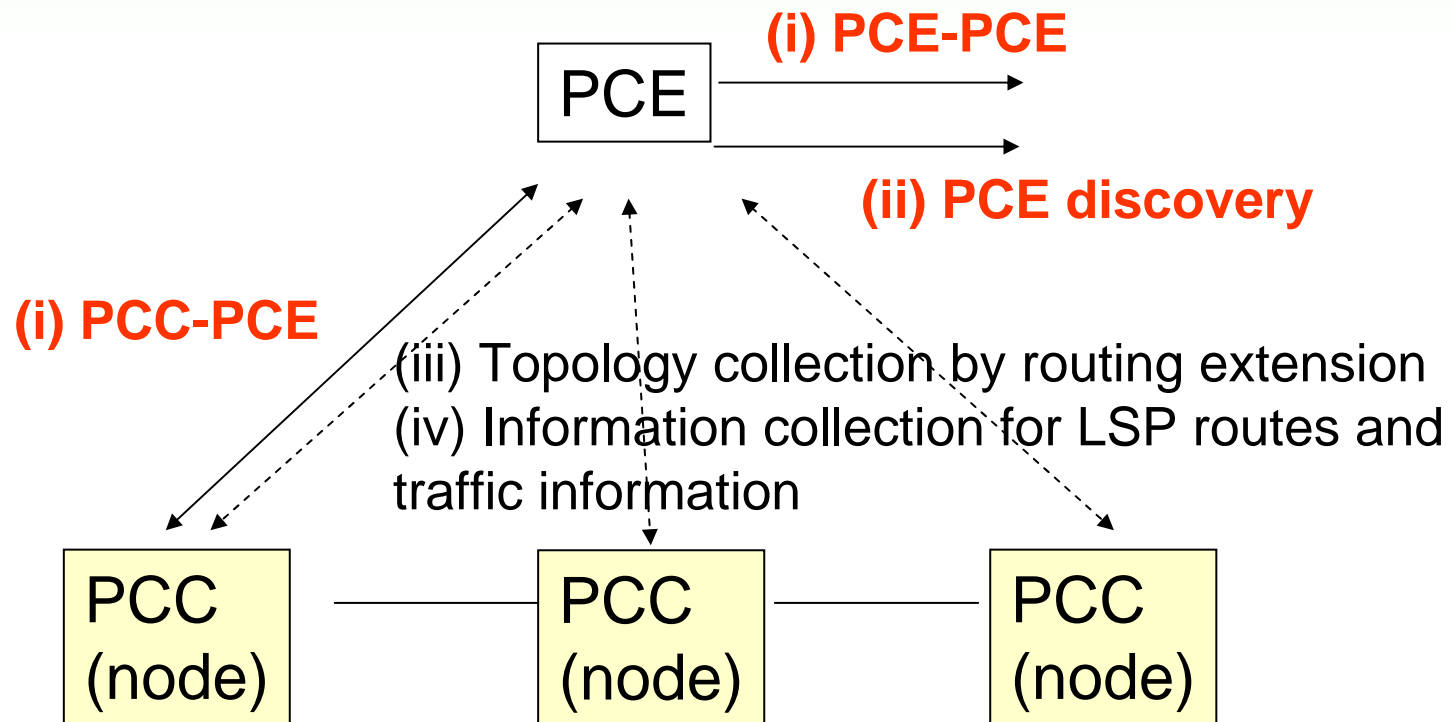 (i) PCE-PCE
PCE
(ii) PCE discovery
(i) PCC-PCE
(iii) Topology collection by routing extension
(iv) Information collection for LSP routes and
traffic information
PCC
(node)
PCC
(node)
PCC
(node)